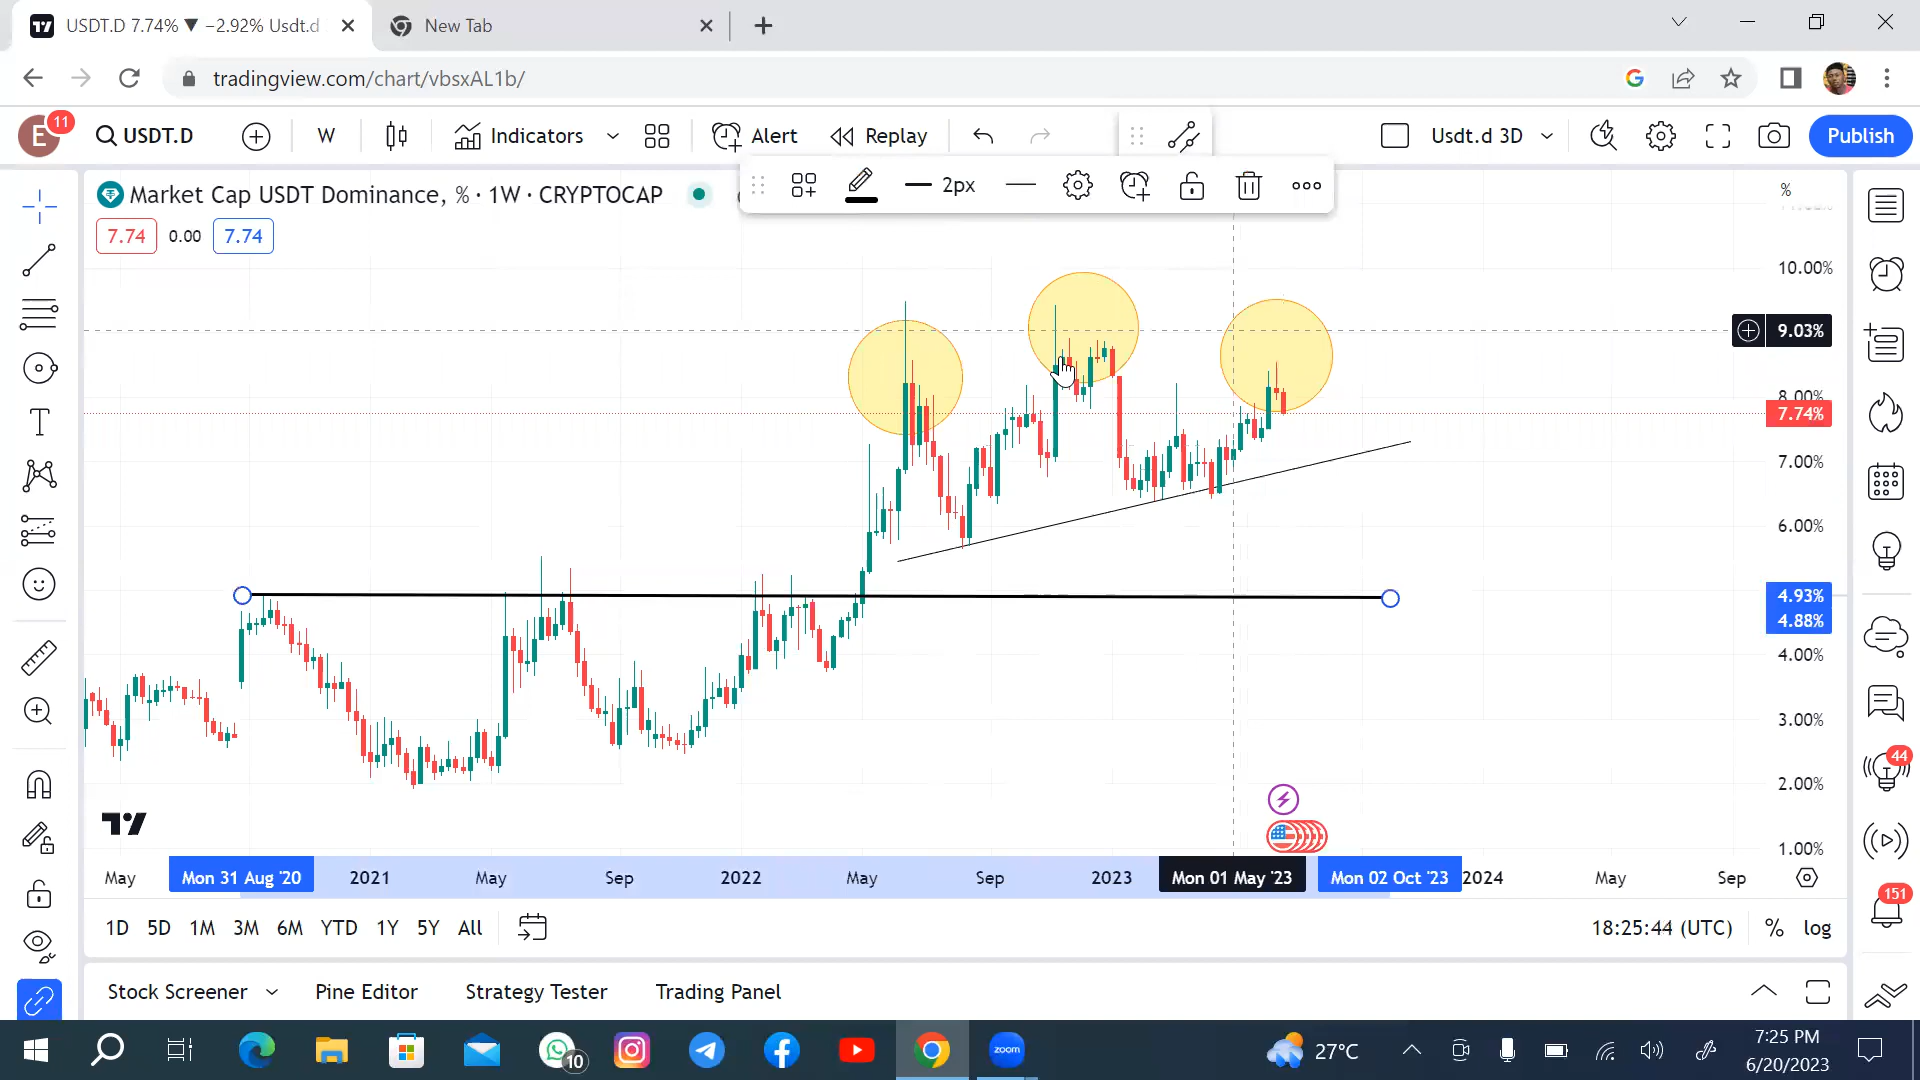 USDT.D 7.74% ▼ −2.92% Usdt.d
New Tab
tradingview.com/chart/vbsxAL1b/
E
11
USDT.D
W
Indicators
Alert
Replay
Usdt.d 3D
Publish
Market Cap USDT Dominance, % · 1W · CRYPTOCAP
2px
7.74
0.00
7.74
%
10.00%
9.03%
8.00%
7.74%
7.00%
6.00%
4.93%
4.88%
4.00%
3.00%
2.00%
1.00%
44
151
May
Mon 31 Aug '20
2021
May
Sep
2022
May
Sep
2023
Mon 01 May '23
Mon 02 Oct '23
2024
May
Sep
1D 5D 1M 3M 6M YTD 1Y 5Y All
18:25:44 (UTC)
%
log
Stock Screener
Pine Editor
Strategy Tester
Trading Panel
10
zoom
27°C
7:25 PM
6/20/2023